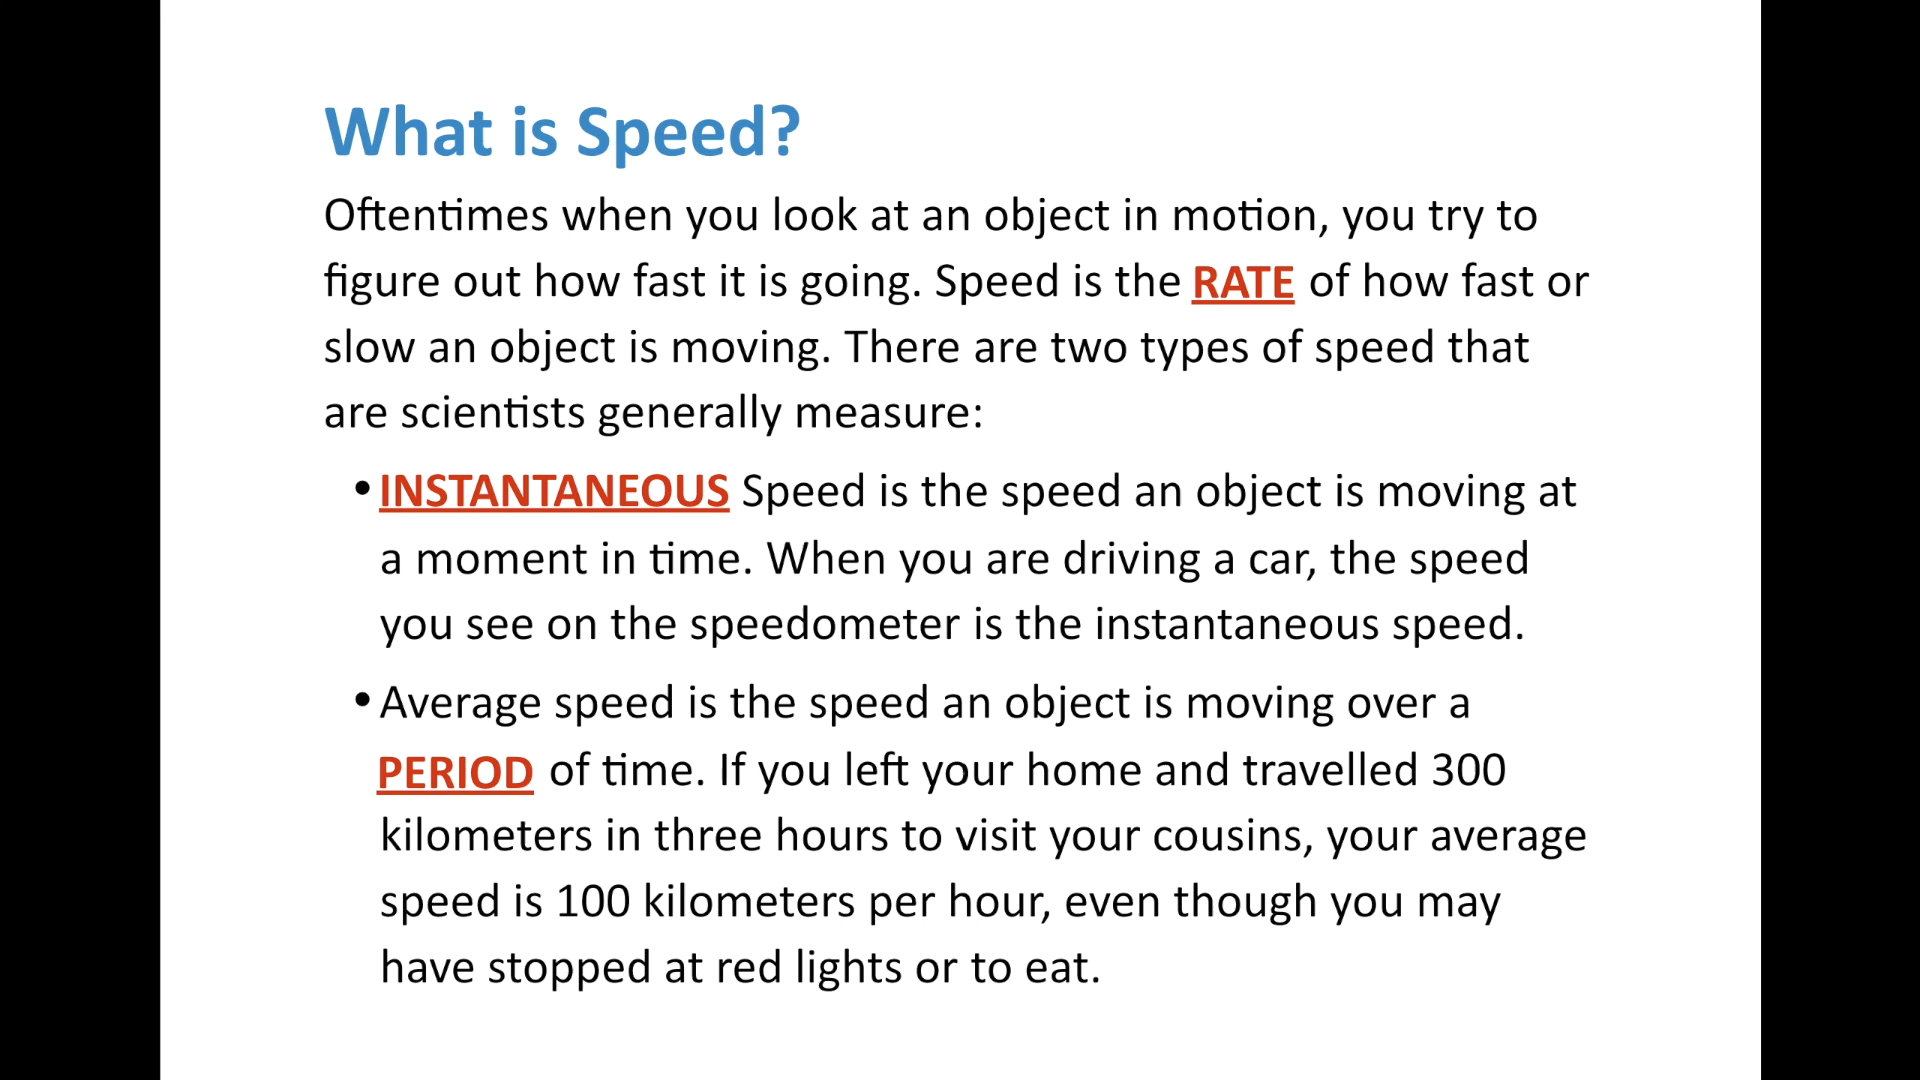 What is Speed?
Oftentimes when you look at an object in motion, you try to
figure out how fast it is going. Speed is the RATE of how fast or
slow an object is moving. There are two types of speed that
are scientists generally measure:
•INSTANTANEOUS Speed is the speed an object is moving at
a moment in time. When you are driving a car, the speed
you see on the speedometer is the instantaneous speed.
•Average speed is the speed an object is moving over a
PERIOD of time. If you left your home and travelled 300
kilometers in three hours to visit your cousins, your average
speed is 100 kilometers per hour, even though you may
have stopped at red lights or to eat.